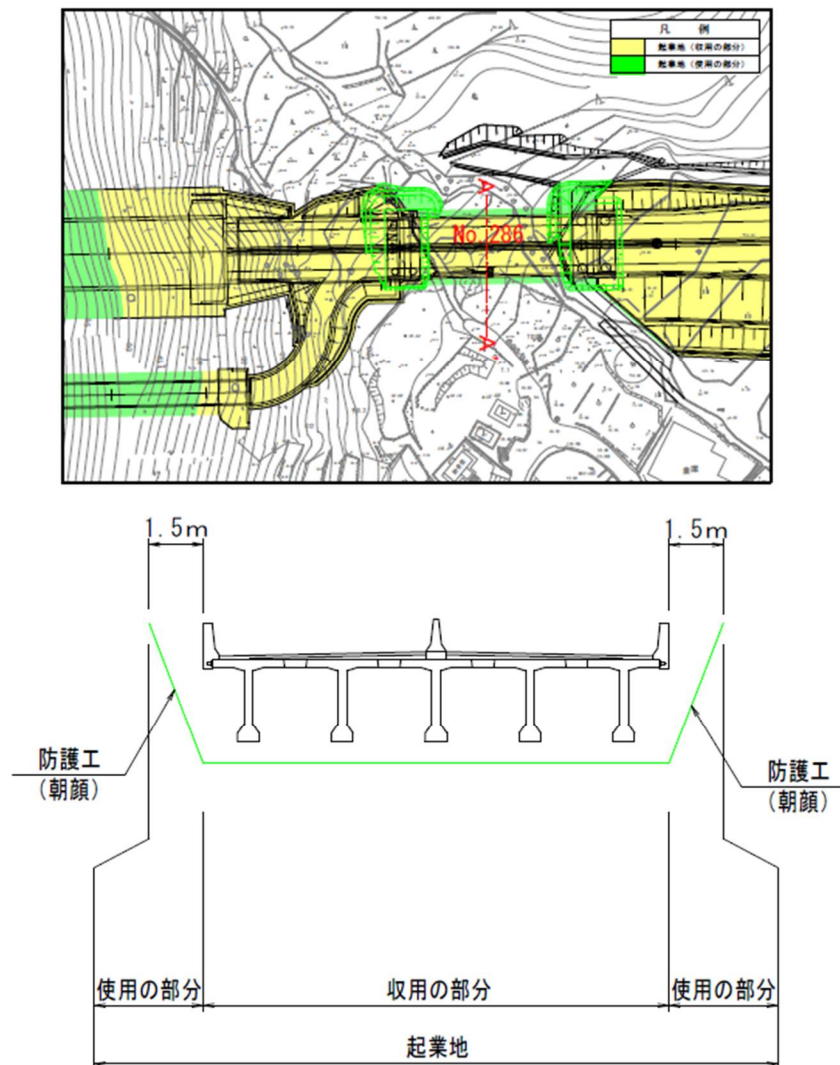 凡 例
起業地（収用の部分）
起業地（使用の部分）
A
No.286
A'
1.5m
1.5m
防護工
（朝顔）
防護工
（朝顔）
使用の部分
収用の部分
使用の部分
起業地